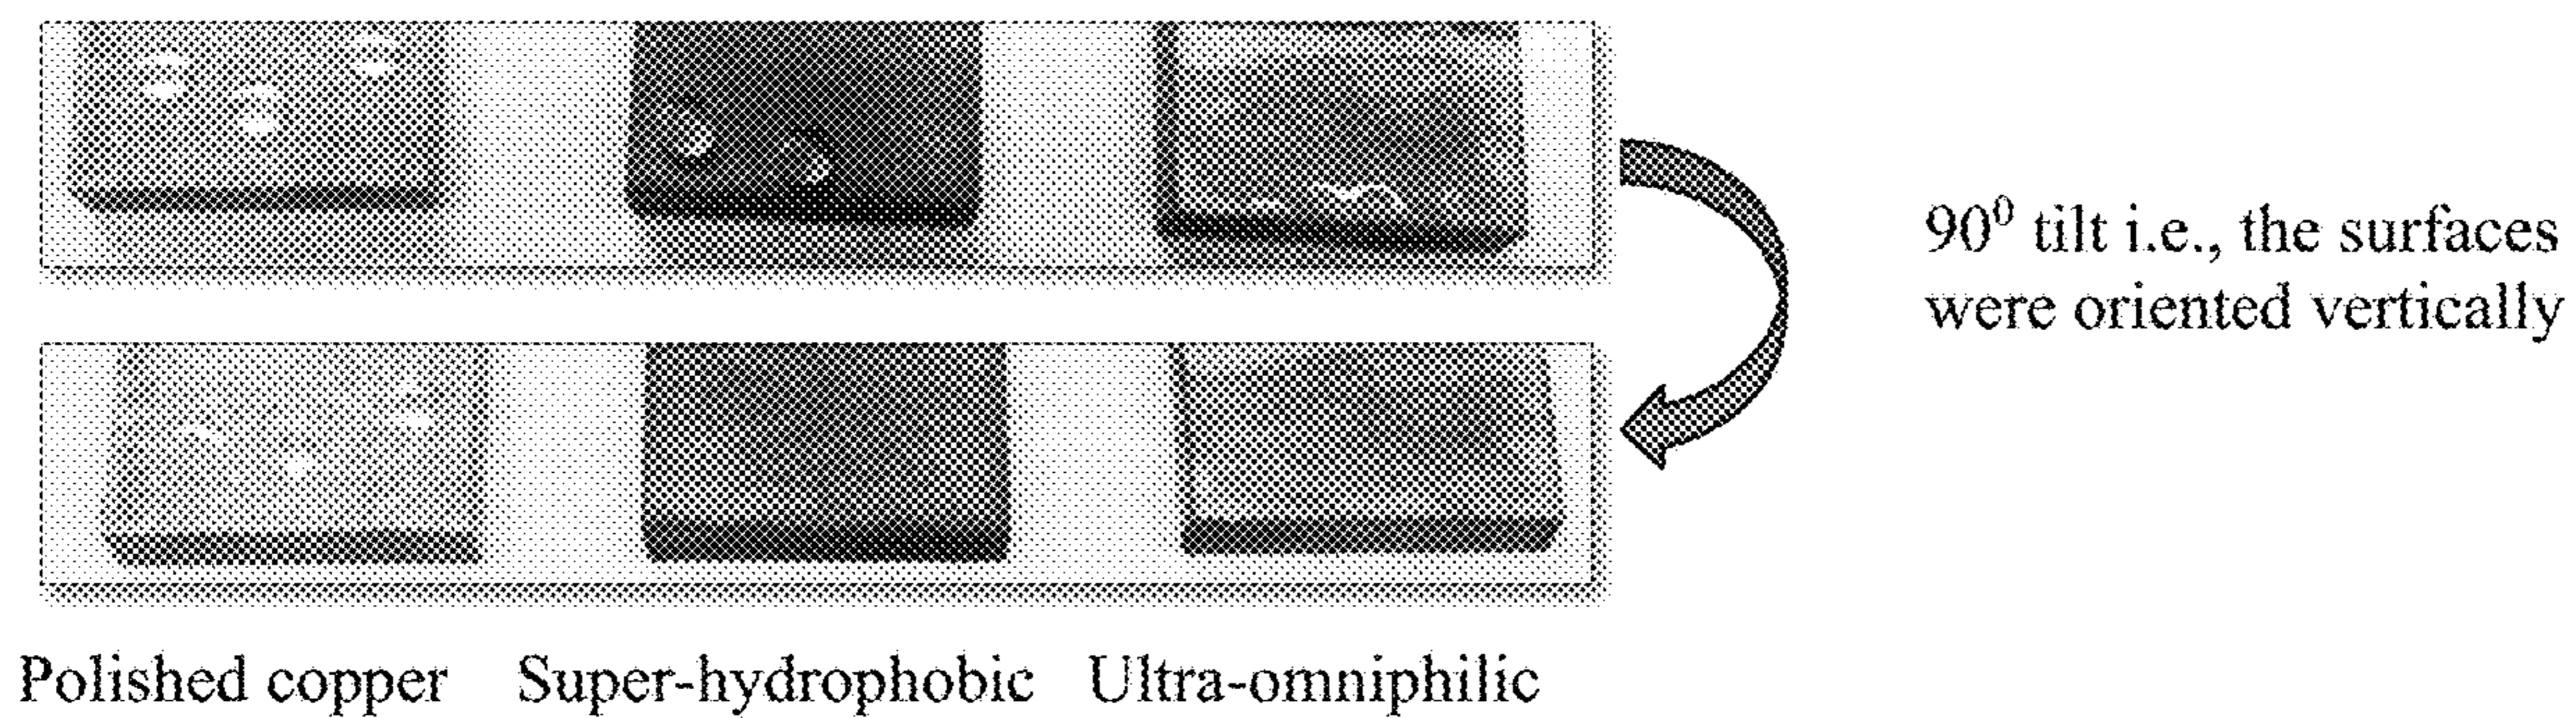 90⁰ tilt i.e., the surfaces
were oriented vertically
Polished copper Super-hydrophobic Ultra-omniphilic